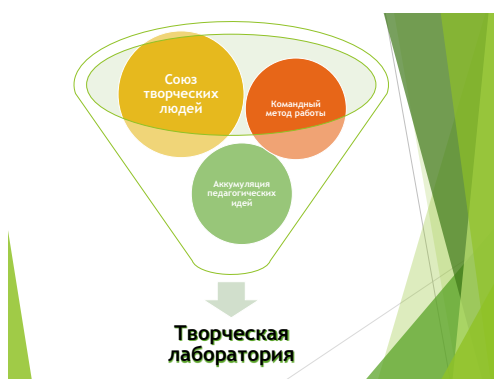 Союз
творческих
людей
Командный
метод работы
Аккумуляция
педагогических
идей
Творческая
лаборатория